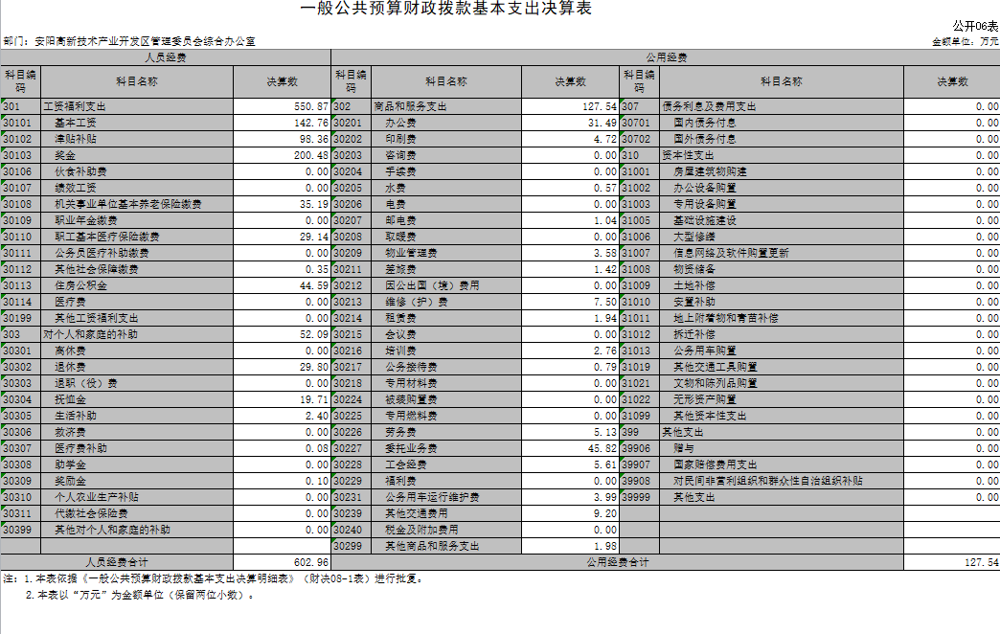 一般公共预算财政拨款基本支出决算表
公开06表
部门：安阳高新技术产业开发区管理委员会综合办公室 金额单位：万元
人员经费 公用经费
科目编码 科目名称 决算数 科目编码 科目名称 决算数 科目编码 科目名称 决算数
301 工资福利支出 550.87 302 商品和服务支出 127.54 307 债务利息及费用支出 0.00
30101 基本工资 142.76 30201 办公费 31.49 30701 国内债务付息 0.00
30102 津贴补贴 98.36 30202 印刷费 4.72 30702 国外债务付息 0.00
30103 奖金 200.48 30203 咨询费 0.00 310 资本性支出 0.00
30106 伙食补助费 0.00 30204 手续费 0.00 31001 房屋建筑物购建 0.00
30107 绩效工资 0.00 30205 水费 0.57 31002 办公设备购置 0.00
30108 机关事业单位基本养老保险缴费 35.19 30206 电费 0.00 31003 专用设备购置 0.00
30109 职业年金缴费 0.00 30207 邮电费 1.04 31005 基础设施建设 0.00
30110 职工基本医疗保险缴费 29.14 30208 取暖费 0.00 31006 大型修缮 0.00
30111 公务员医疗补助缴费 0.00 30209 物业管理费 3.58 31007 信息网络及软件购置更新 0.00
30112 其他社会保障缴费 0.35 30211 差旅费 1.42 31008 物资储备 0.00
30113 住房公积金 44.59 30212 因公出国（境）费用 0.00 31009 土地补偿 0.00
30114 医疗费 0.00 30213 维修（护）费 7.50 31010 安置补助 0.00
30199 其他工资福利支出 0.00 30214 租赁费 1.94 31011 地上附着物和青苗补偿 0.00
303 对个人和家庭的补助 52.09 30215 会议费 0.00 31012 拆迁补偿 0.00
30301 离休费 0.00 30216 培训费 2.76 31013 公务用车购置 0.00
30302 退休费 29.80 30217 公务接待费 0.79 31019 其他交通工具购置 0.00
30303 退职（役）费 0.00 30218 专用材料费 0.00 31021 文物和陈列品购置 0.00
30304 抚恤金 19.71 30224 被装购置费 0.00 31022 无形资产购置 0.00
30305 生活补助 2.40 30225 专用燃料费 0.00 31099 其他资本性支出 0.00
30306 救济费 0.00 30226 劳务费 5.13 399 其他支出 0.00
30307 医疗费补助 0.08 30227 委托业务费 45.82 39906 赠与 0.00
30308 助学金 0.00 30228 工会经费 5.61 39907 国家赔偿费用支出 0.00
30309 奖励金 0.10 30229 福利费 0.00 39908 对民间非营利组织和群众性自治组织补贴 0.00
30310 个人农业生产补贴 0.00 30231 公务用车运行维护费 3.99 39999 其他支出 0.00
30311 代缴社会保险费 0.00 30239 其他交通费用 9.20
30399 其他对个人和家庭的补助 0.00 30240 税金及附加费用 0.00
30299 其他商品和服务支出 1.98
人员经费合计 602.96 公用经费合计 127.54
注：1.本表依据《一般公共预算财政拨款基本支出决算明细表》（财决08-1表）进行批复。
2.本表以“万元”为金额单位（保留两位小数）。